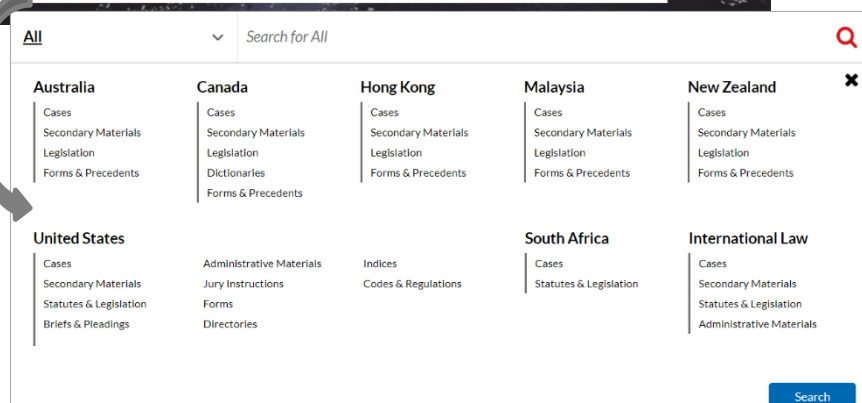 All Search for All
Australia
Cases
Secondary Materials
Legislation
Forms & Precedents
Canada
Cases
Secondary Materials
Legislation
Dictionaries
Forms & Precedents
Hong Kong
Cases
Secondary Materials
Legislation
Forms & Precedents
Malaysia
Cases
Secondary Materials
Legislation
Forms & Precedents
New Zealand
Cases
Secondary Materials
Legislation
Forms & Precedents
United States
Cases
Secondary Materials
Statutes & Legislation
Briefs & Pleadings
Administrative Materials
Jury Instructions
Forms
Directories
Indices
Codes & Regulations
South Africa
Cases
Statutes & Legislation
International Law
Cases
Secondary Materials
Statutes & Legislation
Administrative Materials
Search